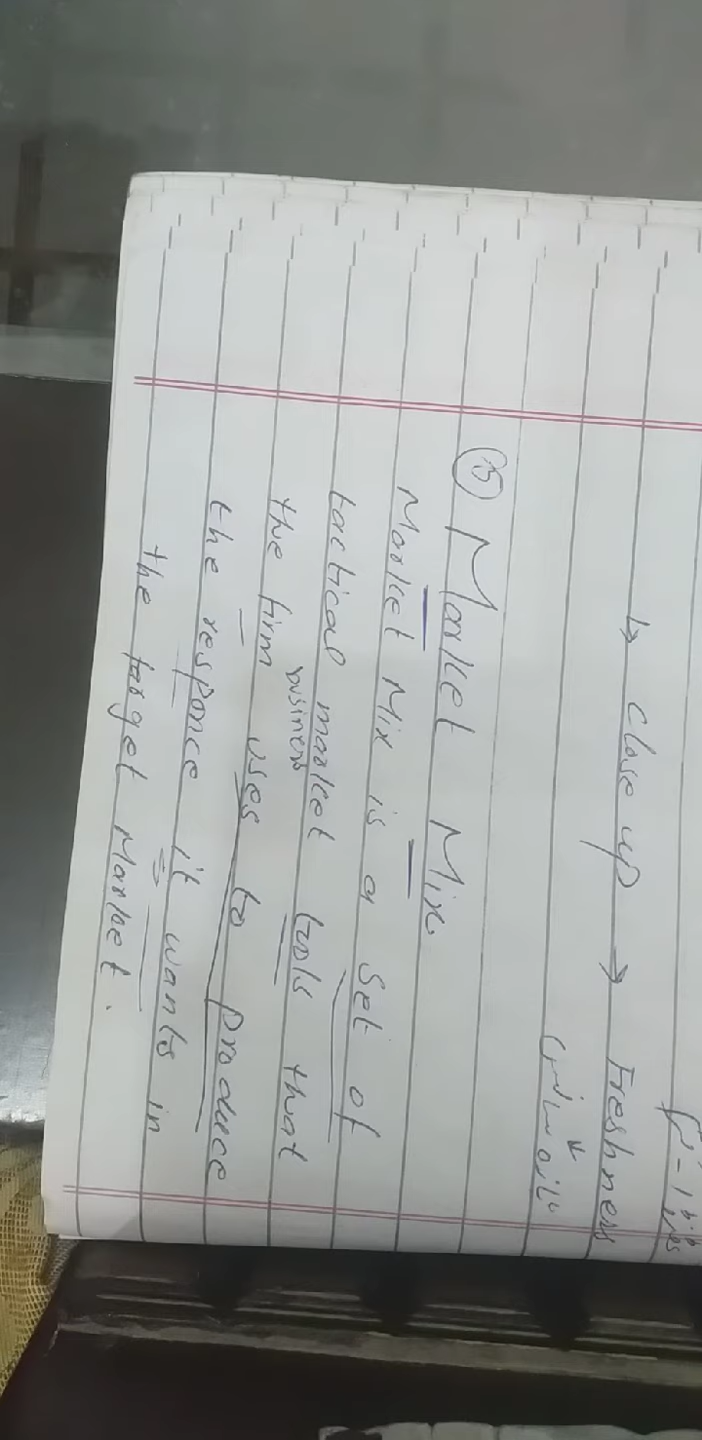 ↳ Close up → Freshness
⑤ Market Mix
Market Mix is a set of
tactical market tools that
business
the firm uses to produce
the responce it wants in
the target Market.